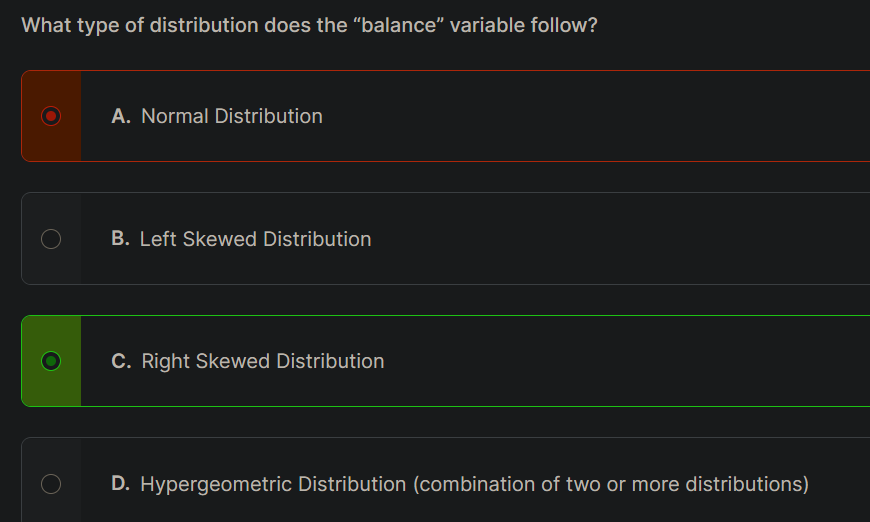 What type of distribution does the “balance” variable follow?
A. Normal Distribution
B. Left Skewed Distribution
C. Right Skewed Distribution
D. Hypergeometric Distribution (combination of two or more distributions)